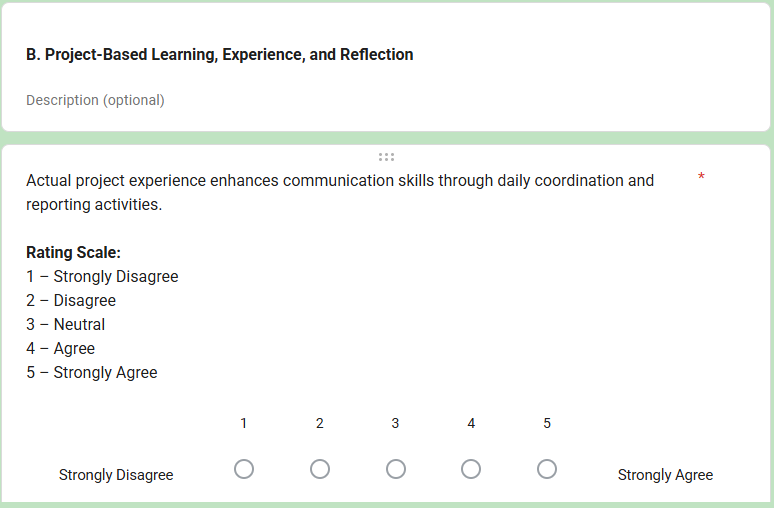 B. Project-Based Learning, Experience, and Reflection
Description (optional)
Actual project experience enhances communication skills through daily coordination and *
reporting activities.
Rating Scale:
1 – Strongly Disagree
2 – Disagree
3 – Neutral
4 – Agree
5 – Strongly Agree
1 2 3 4 5
Strongly Disagree Strongly Agree